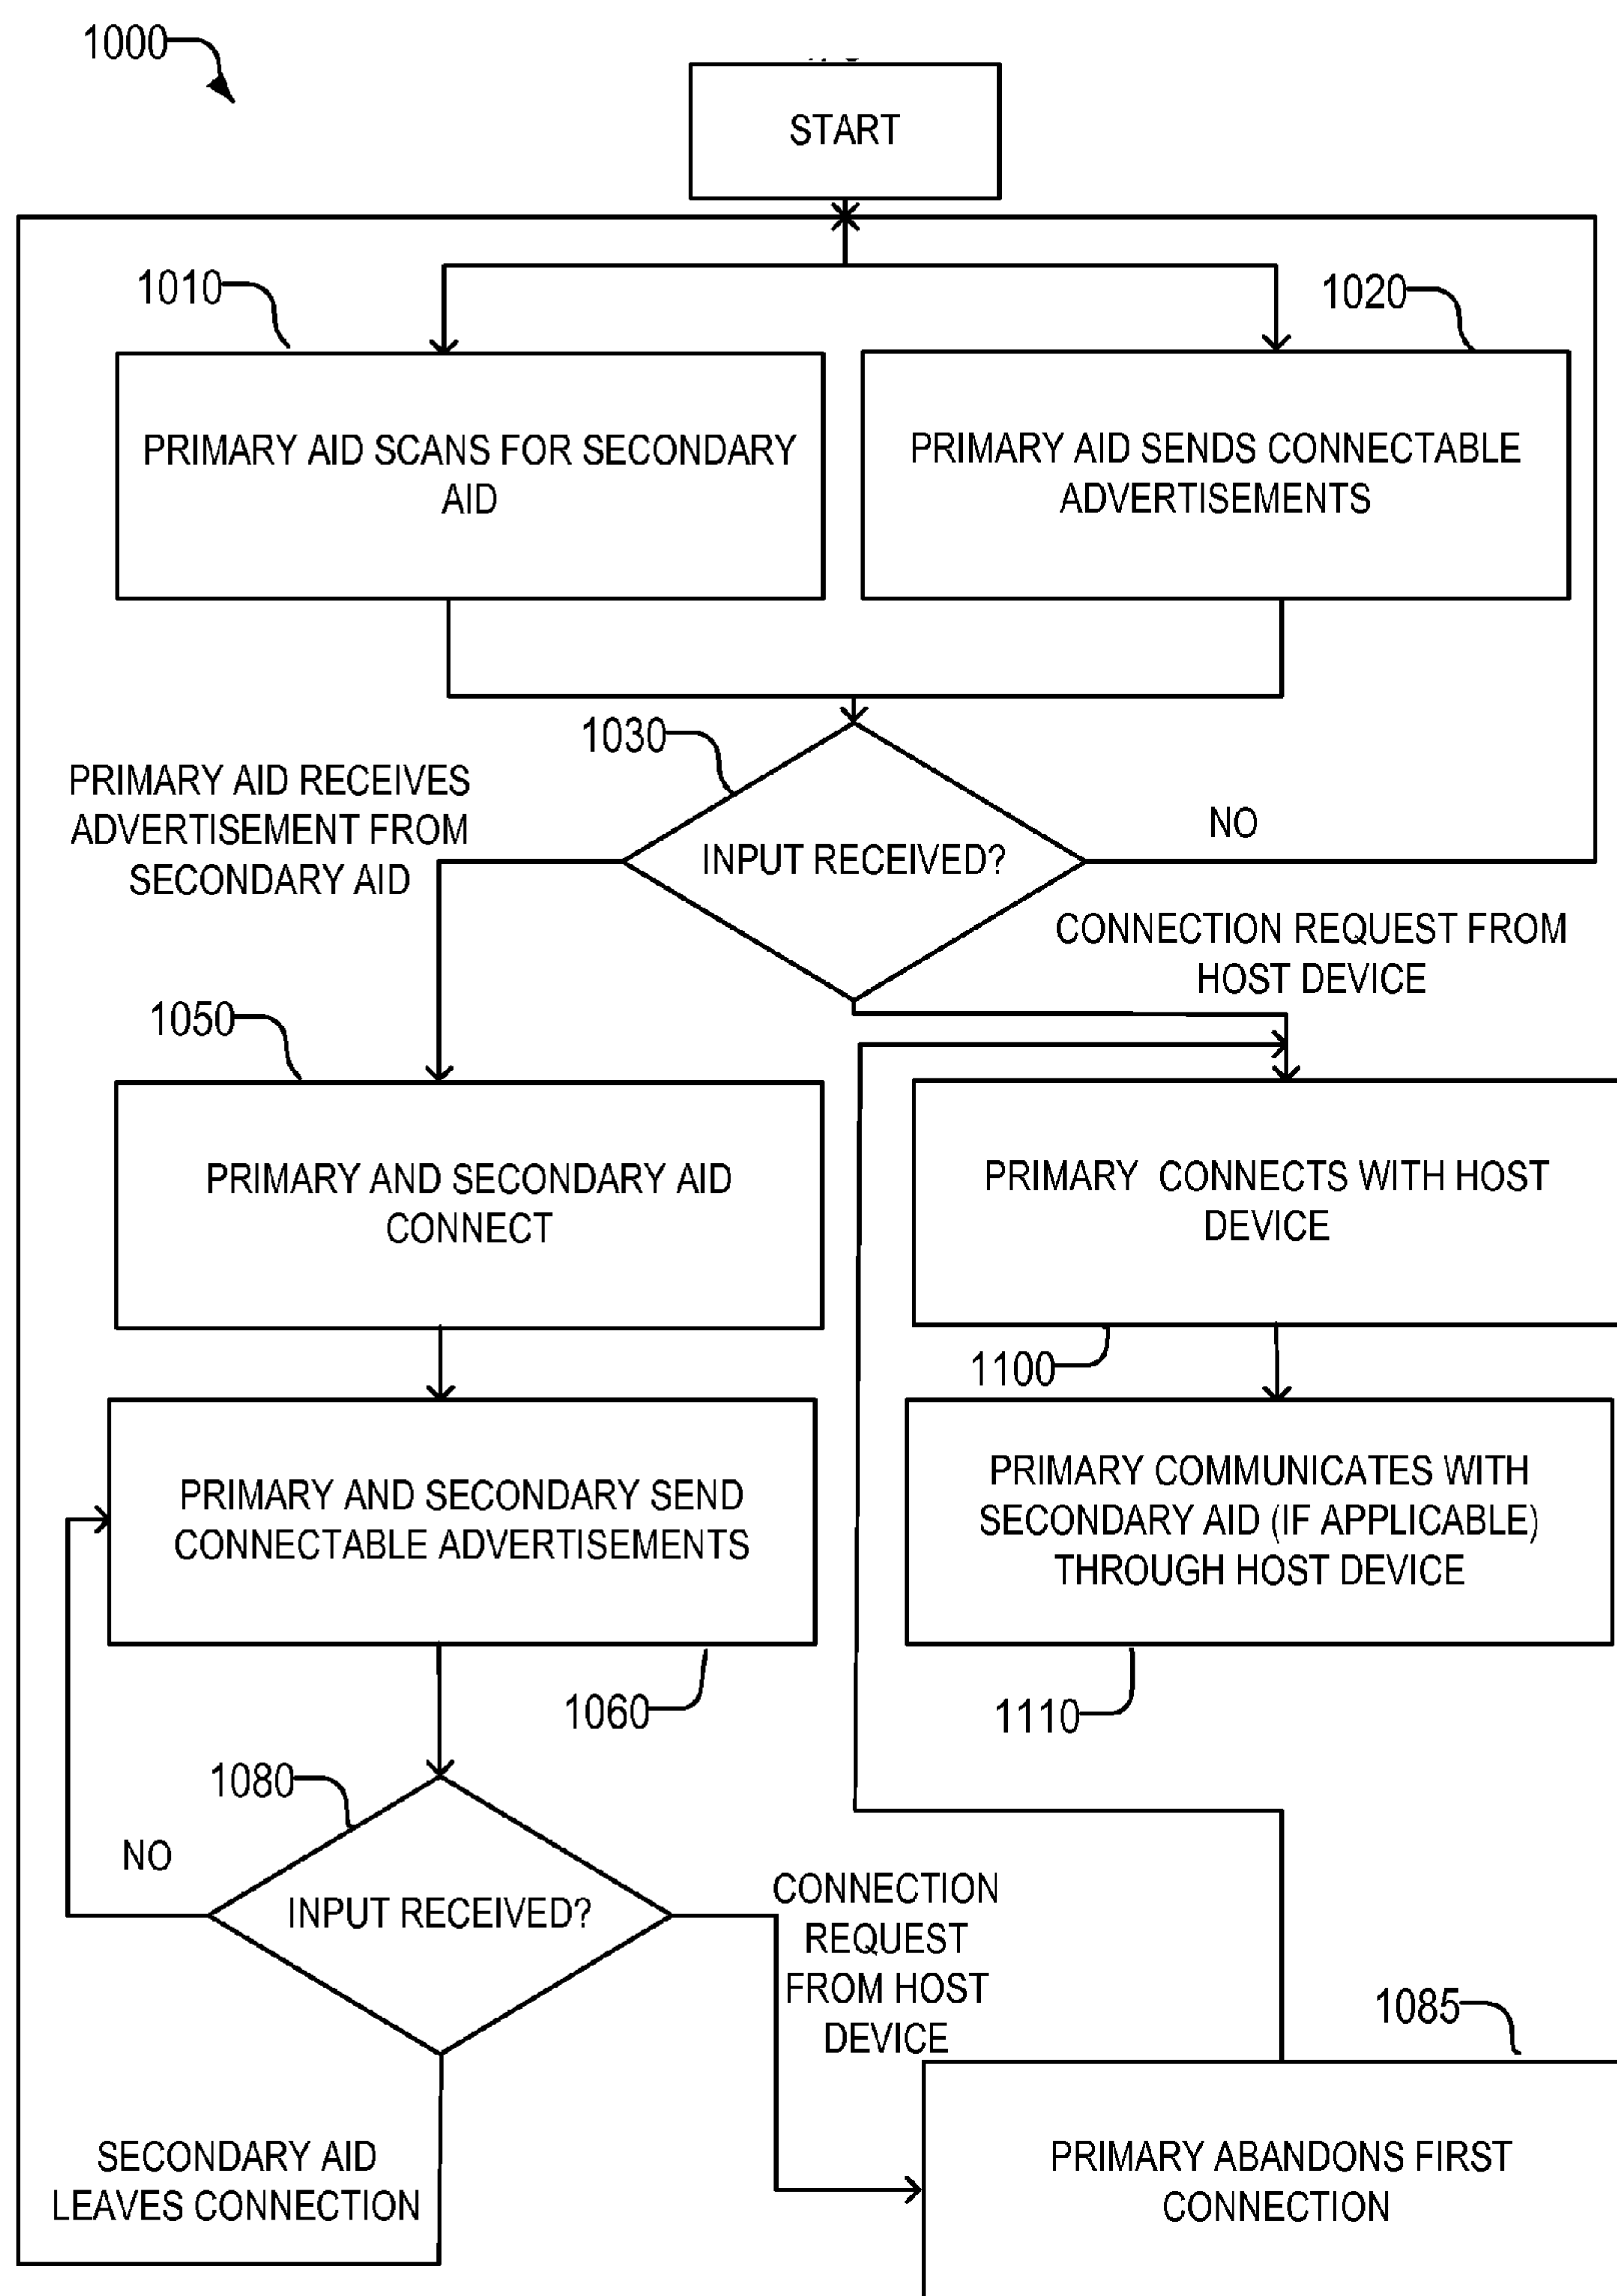 1000
START
1010
1020
PRIMARY AID SCANS FOR SECONDARY
AID
PRIMARY AID SENDS CONNECTABLE
ADVERTISEMENTS
1030
PRIMARY AID RECEIVES
ADVERTISEMENT FROM
SECONDARY AID
INPUT RECEIVED?
NO
CONNECTION REQUEST FROM
HOST DEVICE
1050
PRIMARY AND SECONDARY AID
CONNECT
PRIMARY CONNECTS WITH HOST
DEVICE
1100
PRIMARY AND SECONDARY SEND
CONNECTABLE ADVERTISEMENTS
PRIMARY COMMUNICATES WITH
SECONDARY AID (IF APPLICABLE)
THROUGH HOST DEVICE
1060
1110
1080
NO
INPUT RECEIVED?
CONNECTION
REQUEST
FROM HOST
DEVICE
1085
SECONDARY AID
LEAVES CONNECTION
PRIMARY ABANDONS FIRST
CONNECTION